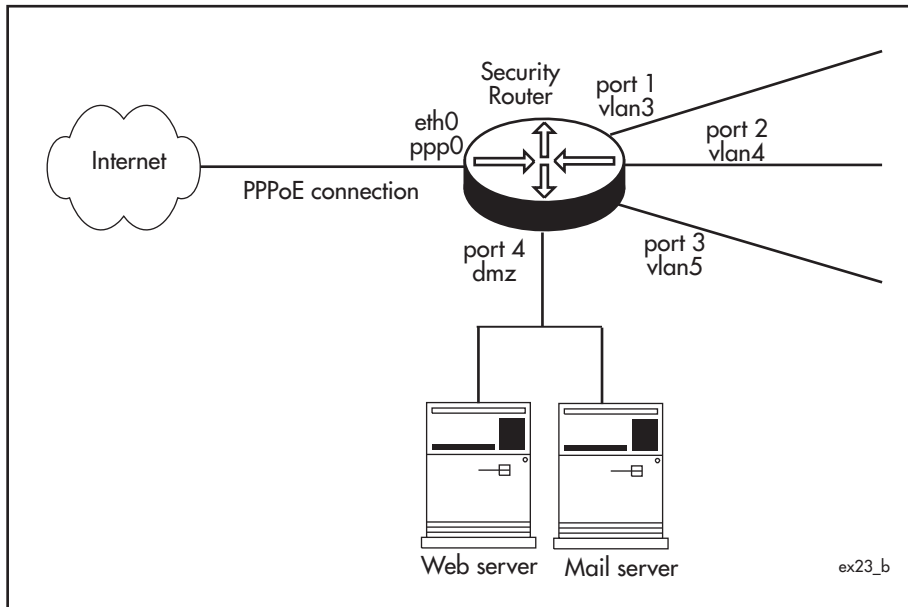 Security
Router
port 1
vlan3
eth0
ppp0
port 2
vlan4
Internet
PPPoE connection
port 3
vlan5
port 4
dmz
Web server
Mail server
ex23_b